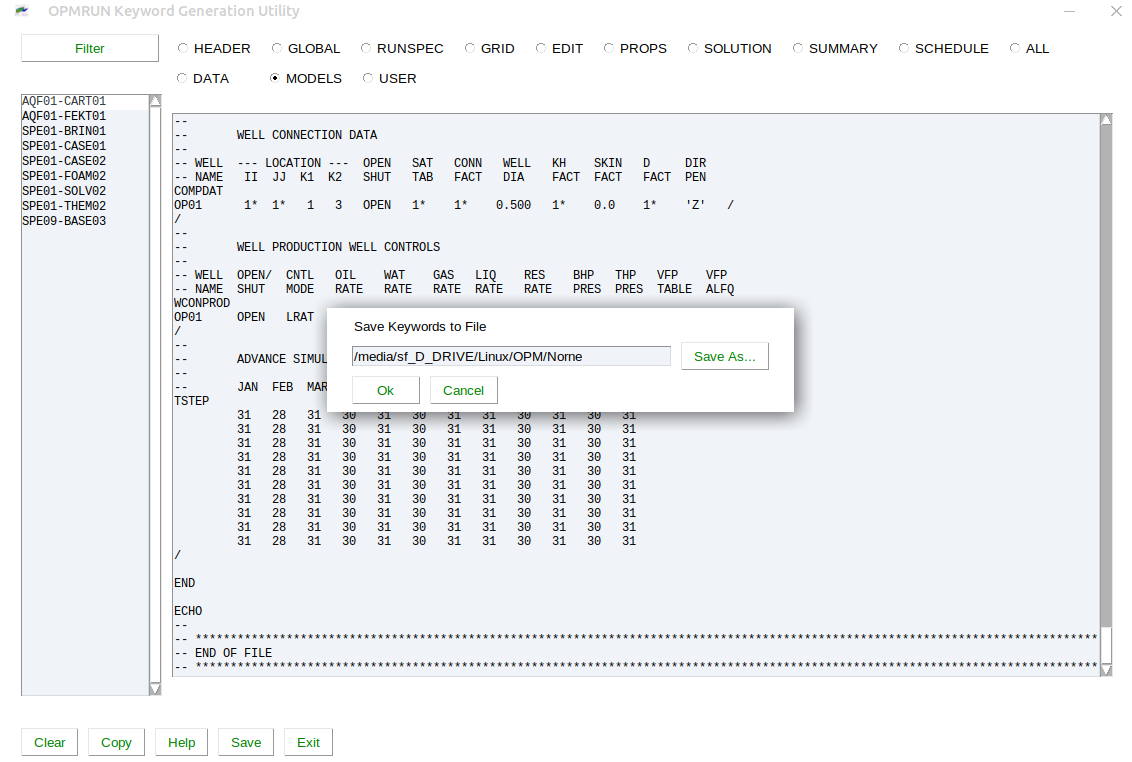 OPMRUN Keyword Generation Utility
Filter
HEADER GLOBAL RUNSPEC GRID EDIT PROPS SOLUTION SUMMARY SCHEDULE ALL
DATA MODELS USER
AQF01-CART01
AQF01-FEKT01
SPE01-BRIN01
SPE01-CASE01
SPE01-CASE02
SPE01-FOAM02
SPE01-SOLV02
SPE01-THEM02
SPE09-BASE03
--
-- WELL CONNECTION DATA
--
-- WELL --- LOCATION --- OPEN SAT CONN WELL KH SKIN D DIR
-- NAME II JJ K1 K2 SHUT TAB FACT DIA FACT FACT FACT PEN
COMPDAT
OP01 1* 1* 1 3 OPEN 1* 1* 0.500 1* 0.0 1* 'Z' /
/
--
-- WELL PRODUCTION WELL CONTROLS
--
-- WELL OPEN/ CNTL OIL WAT GAS LIQ RES BHP THP VFP VFP
-- NAME SHUT MODE RATE RATE RATE RATE RATE PRES PRES TABLE ALFQ
WCONPROD
OP01 OPEN LRAT
/
--
-- ADVANCE SIMUL
--
-- JAN FEB MAR
TSTEP
31 28 31 30 31 30 31 31 30 31 30 31
31 28 31 30 31 30 31 31 30 31 30 31
31 28 31 30 31 30 31 31 30 31 30 31
31 28 31 30 31 30 31 31 30 31 30 31
31 28 31 30 31 30 31 31 30 31 30 31
31 28 31 30 31 30 31 31 30 31 30 31
31 28 31 30 31 30 31 31 30 31 30 31
31 28 31 30 31 30 31 31 30 31 30 31
31 28 31 30 31 30 31 31 30 31 30 31
31 28 31 30 31 30 31 31 30 31 30 31
/
END
ECHO
--
-- *********************************************************************************************************************************
-- END OF FILE
-- *********************************************************************************************************************************
Save Keywords to File
/media/sf_D_DRIVE/Linux/OPM/Norne
Save As...
Ok Cancel
Clear Copy Help Save Exit